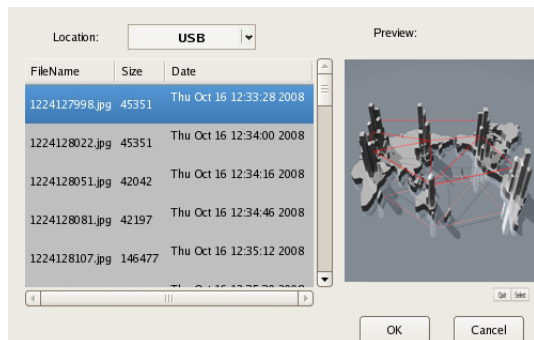 Location: USB Preview:
FileName Size Date
1224127998.jpg 45351 Thu Oct 16 12:33:28 2008
1224128022.jpg 45351 Thu Oct 16 12:34:00 2008
1224128051.jpg 42042 Thu Oct 16 12:34:16 2008
1224128081.jpg 42197 Thu Oct 16 12:34:46 2008
1224128107.jpg 146477 Thu Oct 16 12:35:12 2008
Quit Select
OK Cancel